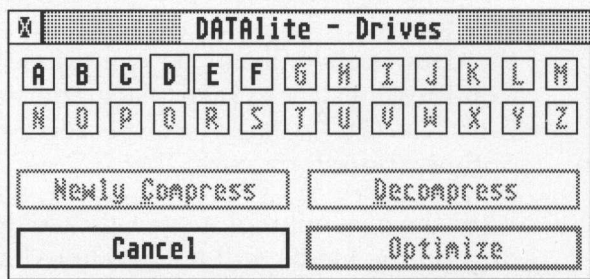 DATAlite - Drives
A B C D E F G H I J K L M
N O P Q R S T U V W X Y Z
Newly Compress Decompress
Cancel Optimize